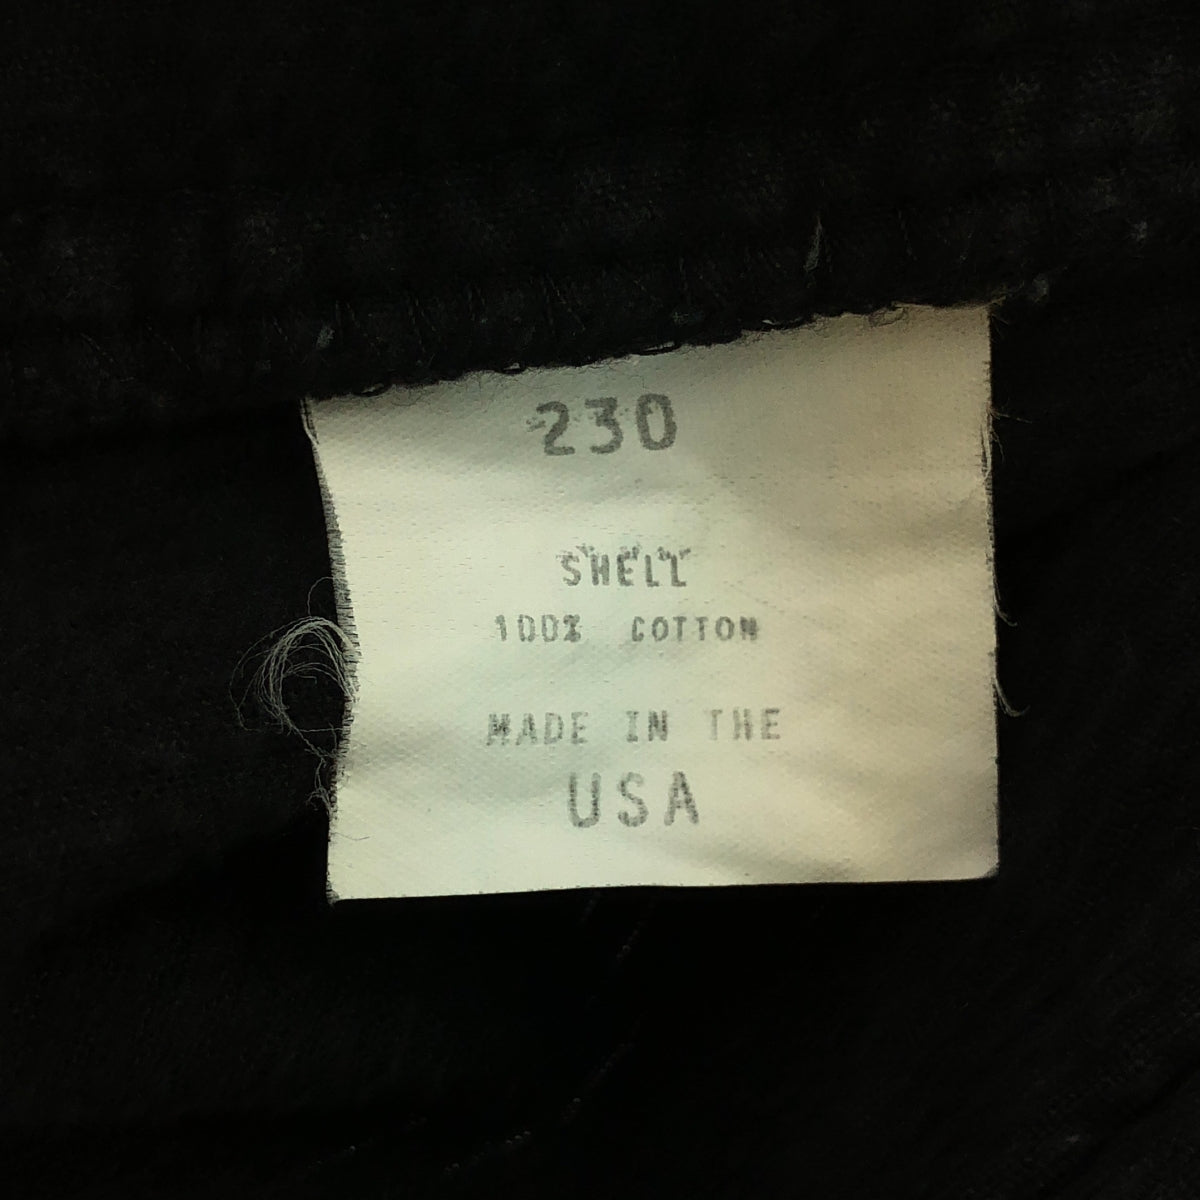 230
SHELL
100% COTTON
MADE IN THE
USA